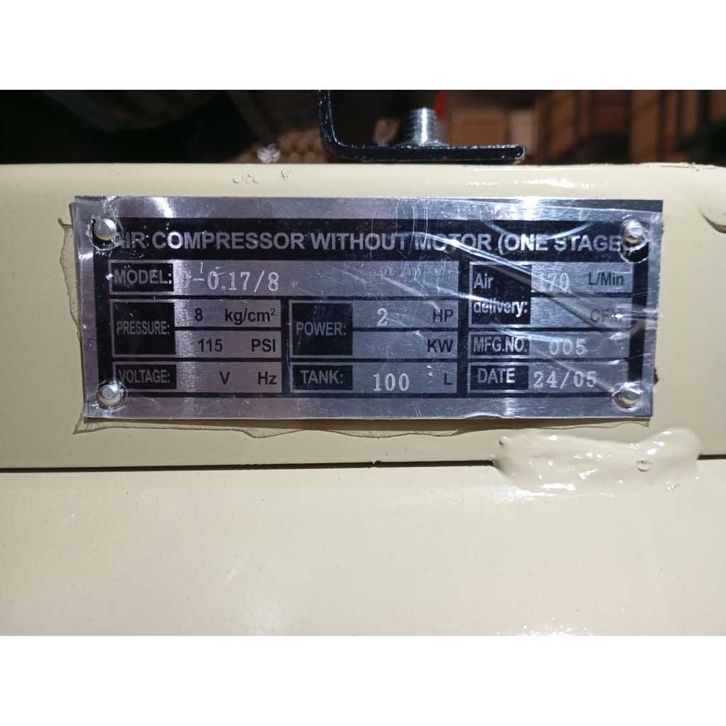 AIR COMPRESSOR WITHOUT MOTOR (ONE STAGE)
MODEL: -0.17/8
Air delivery: 170 L/Min
CFM
PRESSURE: 8 kg/cm²
115 PSI
POWER: 2 HP
KW
MFG.NO. 005
VOLTAGE: V Hz
TANK: 100 L
DATE 24/05